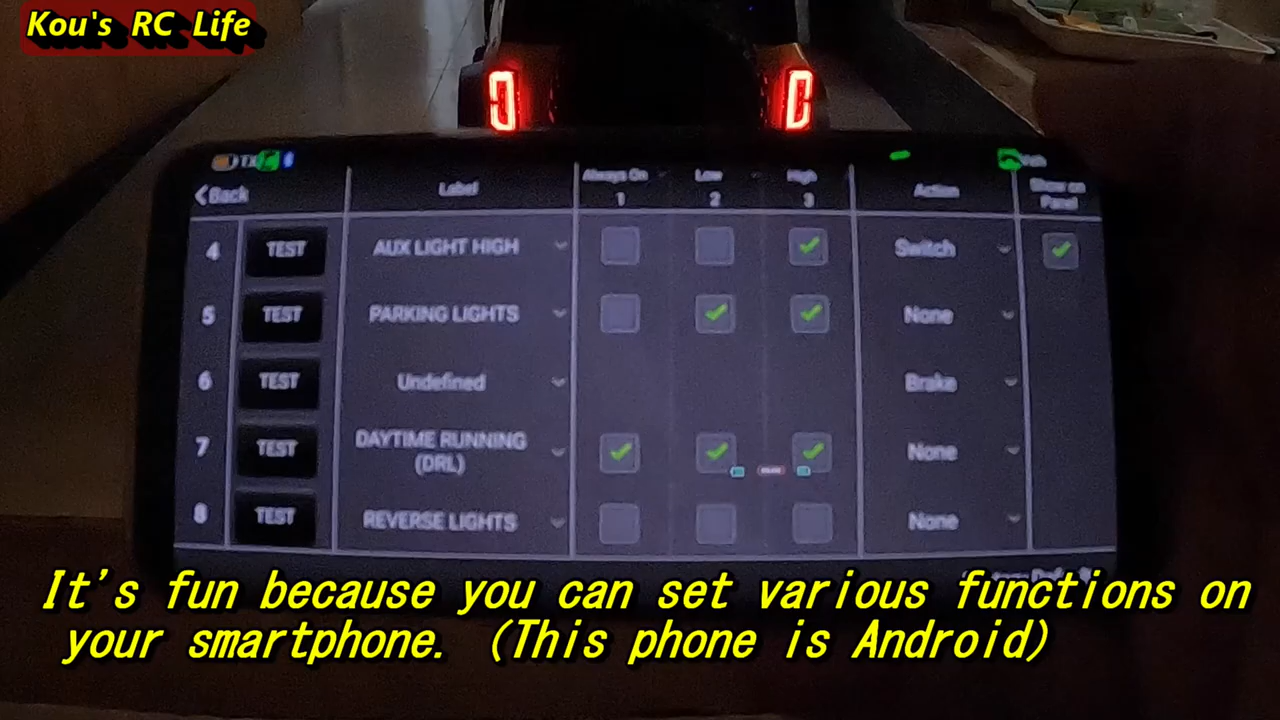 Kou's RC Life
TX
Back
Label
Always On
1
Low
2
High
3
Action
Show on
Panel
4 TEST AUX LIGHT HIGH Switch
5 TEST PARKING LIGHTS None
6 TEST Undefined Brake
7 TEST DAYTIME RUNNING
(DRL) None
8 TEST REVERSE LIGHTS None
It's fun because you can set various functions on
your smartphone. (This phone is Android)